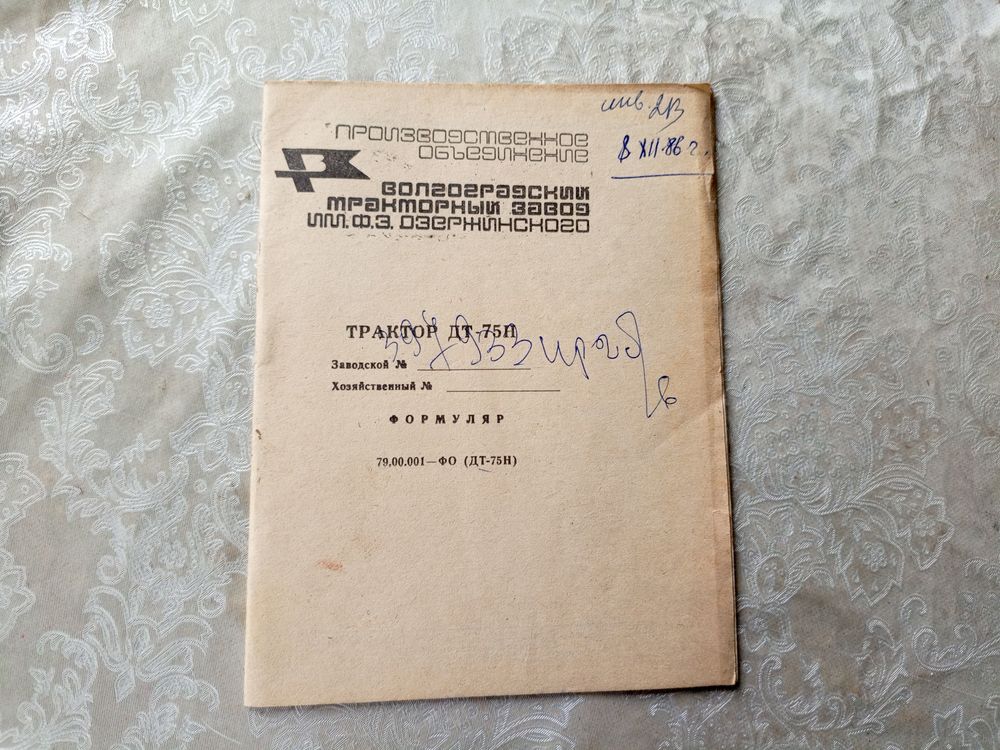 инв. 213
8 XII-86 г.
ПРОИЗВОДСТВЕННОЕ
ОБЪЕДИНЕНИЕ
ВОЛГОГРАДСКИЙ
ТРАКТОРНЫЙ ЗАВОД
ИМ. Ф.Э. ДЗЕРЖИНСКОГО
ТРАКТОР ДТ-75Н
Заводской №
Хозяйственный №
ФОРМУЛЯР
79.00.001—ФО (ДТ-75Н)